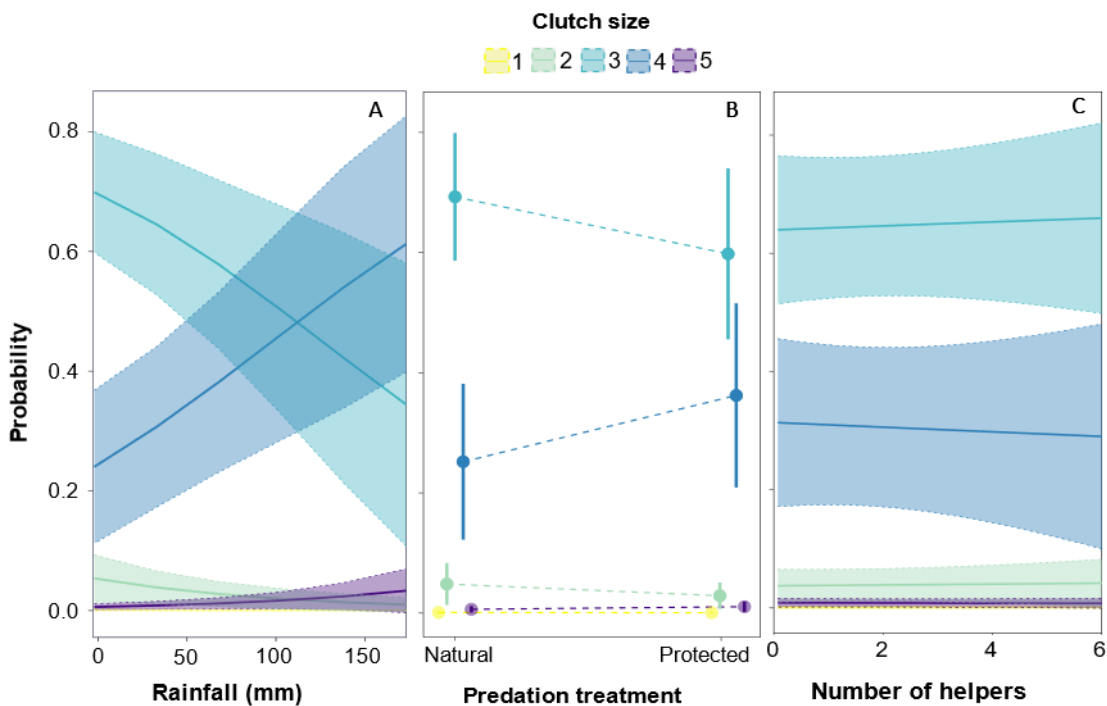 Clutch size
1 2 3 4 5
A B C
Probability
0.8
0.6
0.4
0.2
0.0
0 50 100 150
Natural Protected
0 2 4 6
Rainfall (mm) Predation treatment Number of helpers